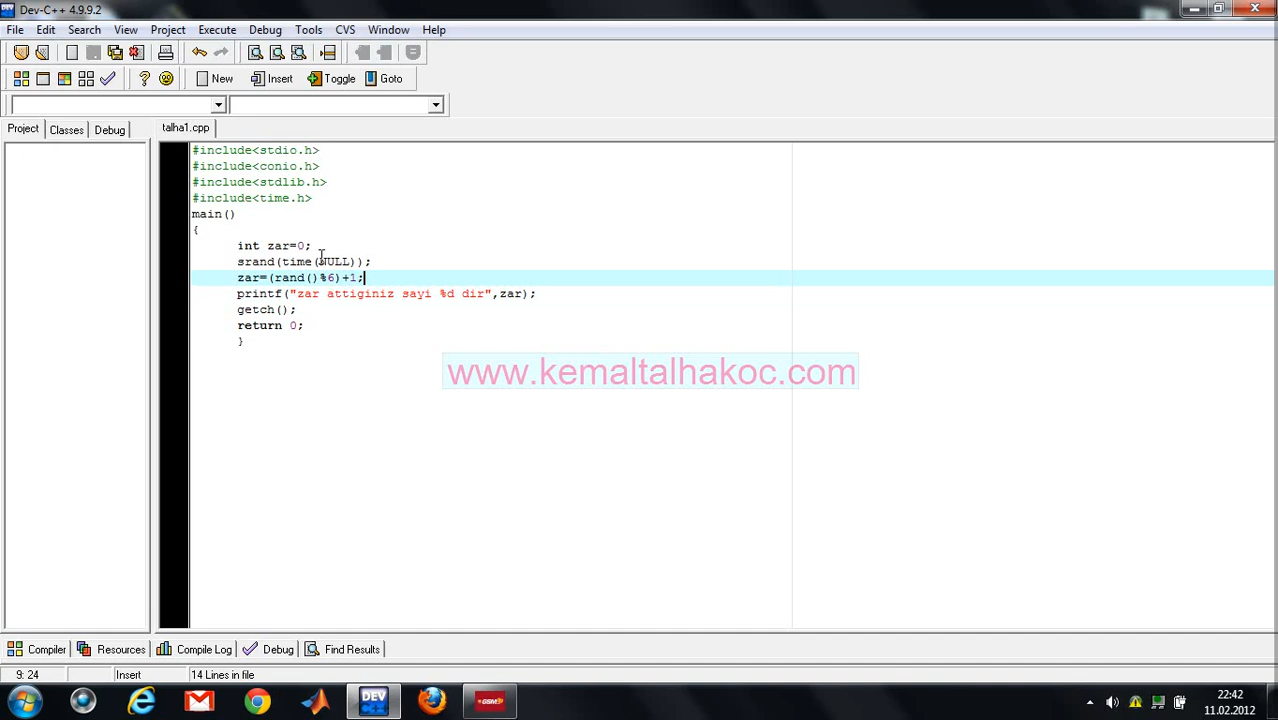 Dev-C++ 4.9.9.2
File Edit Search View Project Execute Debug Tools CVS Window Help
New Insert Toggle Goto
Project Classes Debug talha1.cpp
#include<stdio.h>
#include<conio.h>
#include<stdlib.h>
#include<time.h>
main()
{
int zar=0;
srand(time(NULL));
zar=(rand()%6)+1;
printf("zar attiginiz sayi %d dir",zar);
getch();
return 0;
}
www.kemaltalhakoc.com
Compiler Resources Compile Log Debug Find Results
9: 24 Insert 14 Lines in file
DEV GSM 22:42
11.02.2012